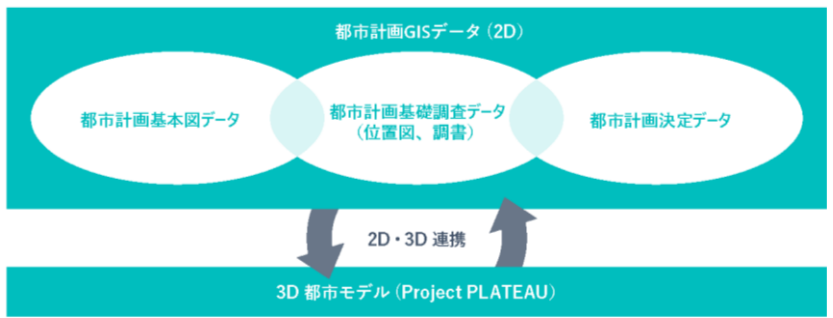 都市計画GISデータ（2D）
都市計画基本図データ
都市計画基礎調査データ
（位置図、調書）
都市計画決定データ
2D・3D 連携
3D 都市モデル（Project PLATEAU）